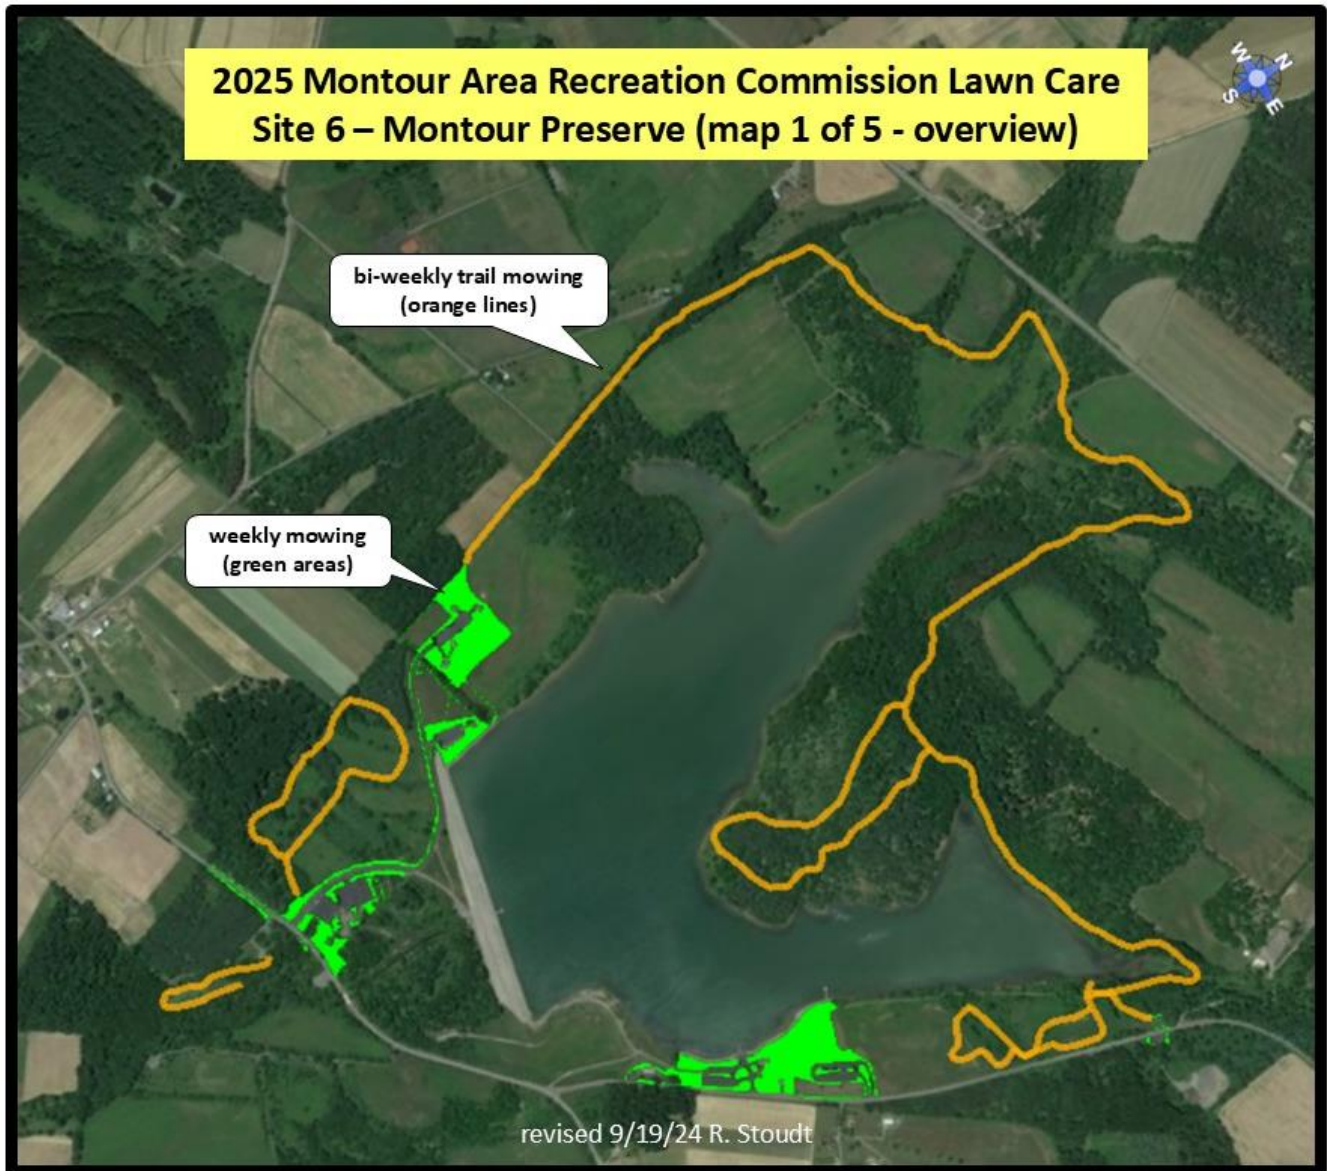 2025 Montour Area Recreation Commission Lawn Care
Site 6 – Montour Preserve (map 1 of 5 - overview)
W
N
S
E
bi-weekly trail mowing
(orange lines)
weekly mowing
(green areas)
revised 9/19/24 R. Stoudt